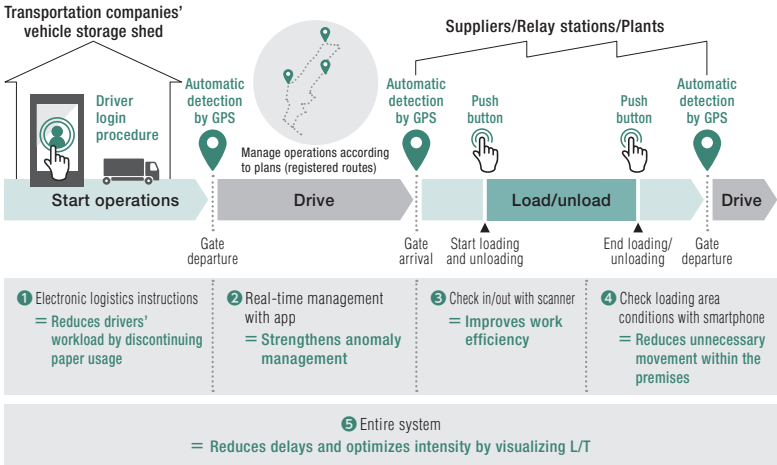 Transportation companies'
vehicle storage shed
Suppliers/Relay stations/Plants
Driver
login
procedure
Automatic
detection
by GPS
Manage operations according
to plans (registered routes)
Automatic
detection
by GPS
Push
button
Push
button
Automatic
detection
by GPS
Start operations
Drive
Load/unload
Drive
Gate
departure
Gate
arrival
Start loading
and unloading
End loading/
unloading
Gate
departure
❶ Electronic logistics instructions
= Reduces drivers'
workload by discontinuing
paper usage
❷ Real-time management
with app
= Strengthens anomaly
management
❸ Check in/out with scanner
= Improves work
efficiency
❹ Check loading area
conditions with smartphone
= Reduces unnecessary
movement within the
premises
❺ Entire system
= Reduces delays and optimizes intensity by visualizing L/T